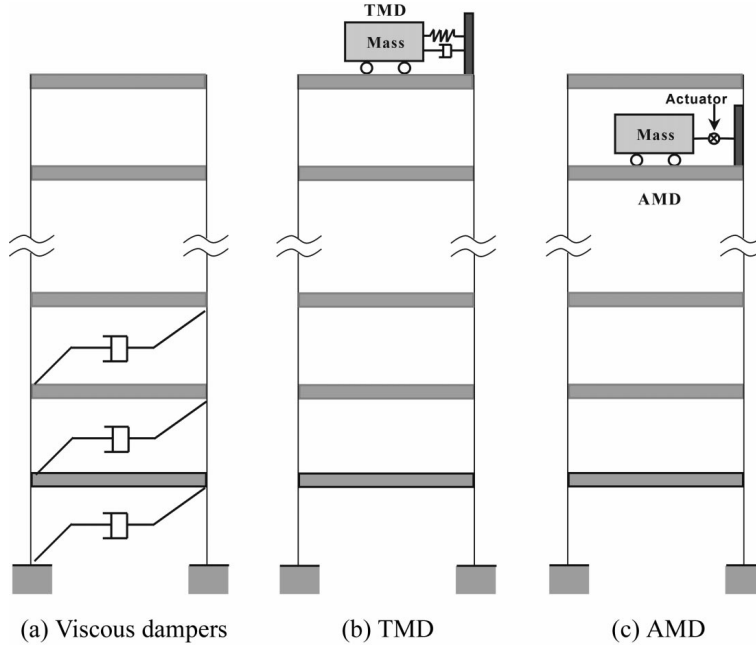 TMD
Mass
Actuator
Mass
AMD
(a) Viscous dampers
(b) TMD
(c) AMD